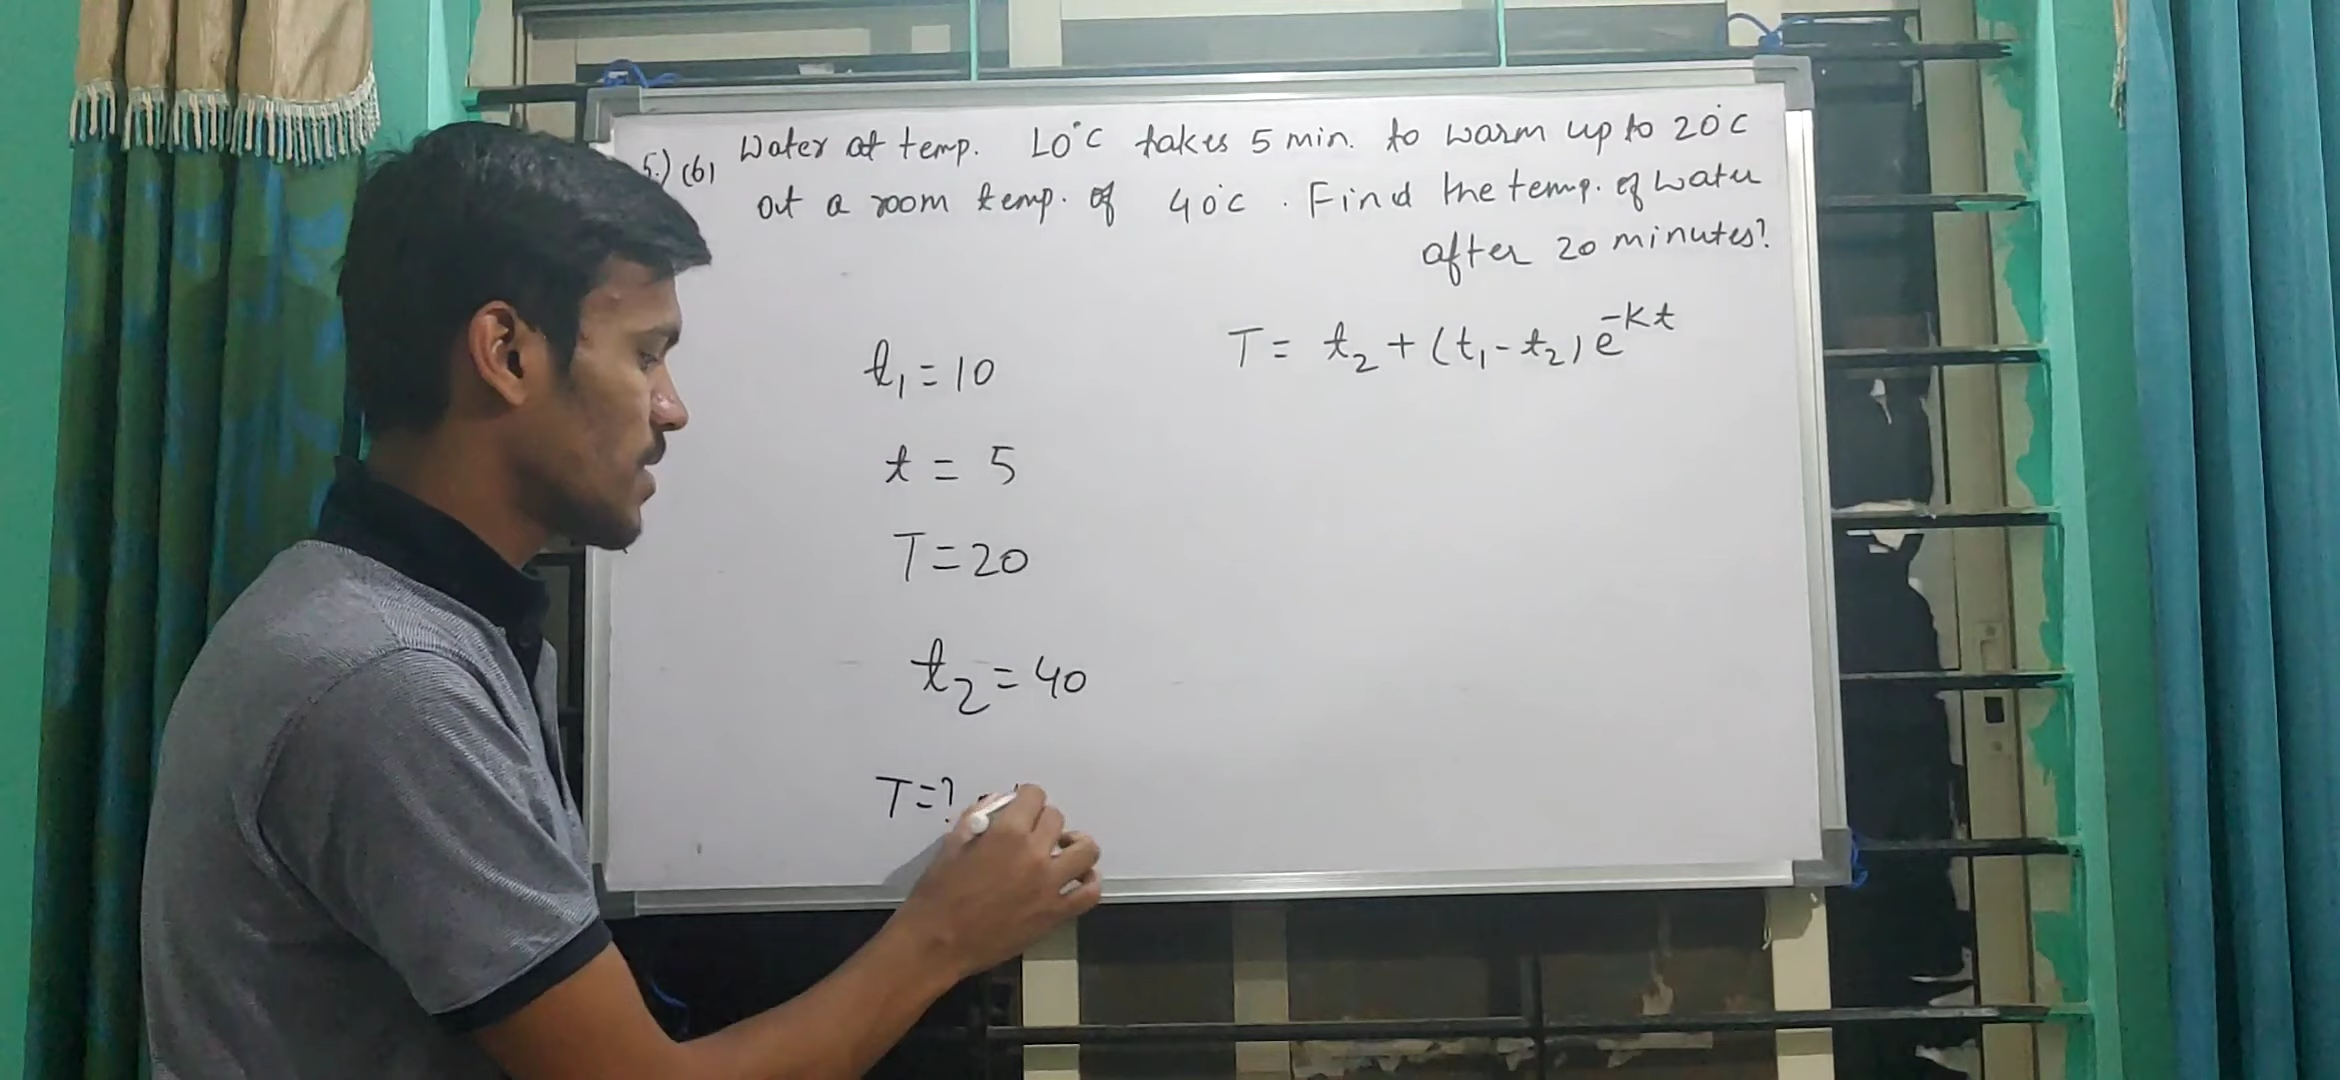 5.) (b) Water at temp. 10°C takes 5 min. to warm up to 20°C
at a room temp. of 40°C . Find the temp. of water
after 20 minutes?
T = t₂ + (t₁ - t₂) e^-kt
t₁ = 10
t = 5
T = 20
t₂ = 40
T = ?